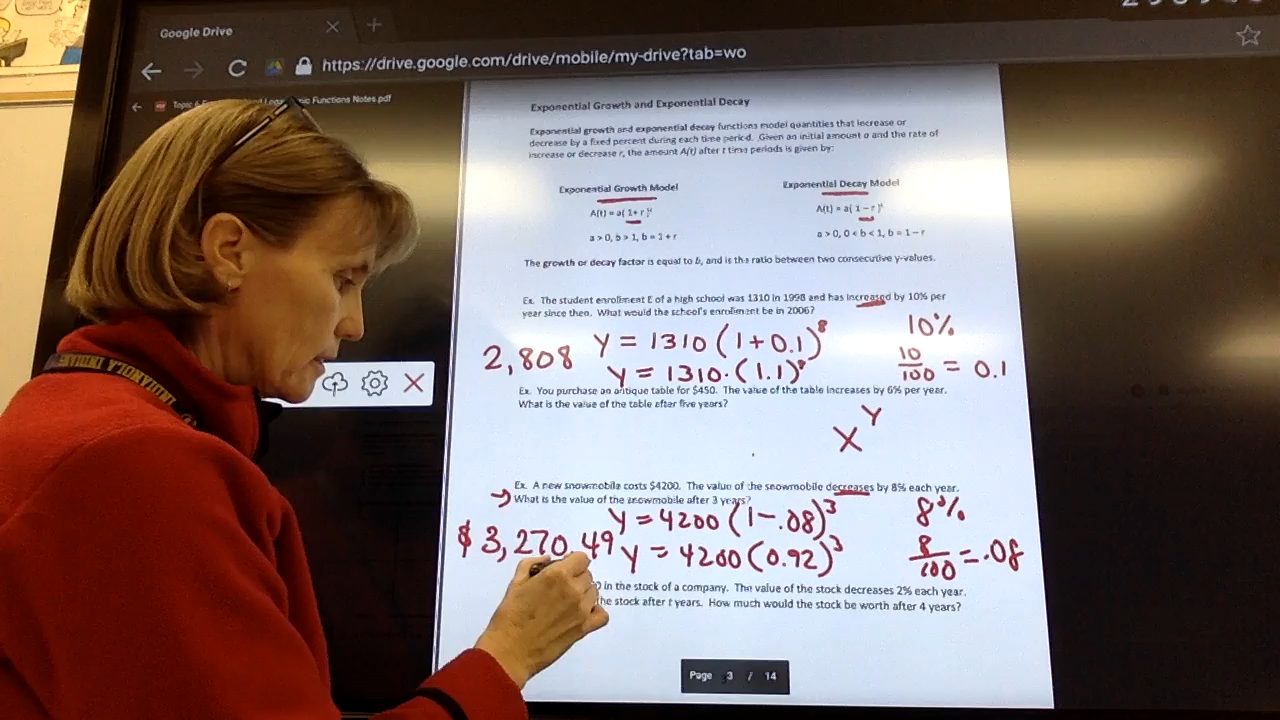 Google Drive
https://drive.google.com/drive/mobile/my-drive?tab=wo
Functions Notes.pdf
Exponential Growth and Exponential Decay
Exponential growth and exponential decay functions model quantities that increase or
decrease by a fixed percent during each time period. Given an initial amount a and the rate of
increase or decrease r, the amount A(t) after t time periods is given by:
Exponential Growth Model
Exponential Decay Model
A(t) = a( 1+ r )^t
A(t) = a( 1 − r )^t
a > 0, b > 1, b = 1 + r
a > 0, 0 < b < 1, b = 1 − r
The growth or decay factor is equal to b, and is the ratio between two consecutive y-values.
Ex. The student enrollment E of a high school was 1310 in 1998 and has increased by 10% per
year since then. What would the school's enrollment be in 2006?
10%
y = 1310 (1+0.1)^8
2,808
y = 1310·(1.1)^8
10/100 = 0.1
Ex. You purchase an antique table for $450. The value of the table increases by 6% per year.
What is the value of the table after five years?
X^Y
Ex. A new snowmobile costs $4200. The value of the snowmobile decreases by 8% each year.
What is the value of the snowmobile after 3 years?
8%
y = 4200 (1-.08)^3
$3,270.49
y = 4200(0.92)^3
8/100 = .08
in the stock of a company. The value of the stock decreases 2% each year.
the stock after t years. How much would the stock be worth after 4 years?
Page 3 / 14
INDIANOLA INDIANS